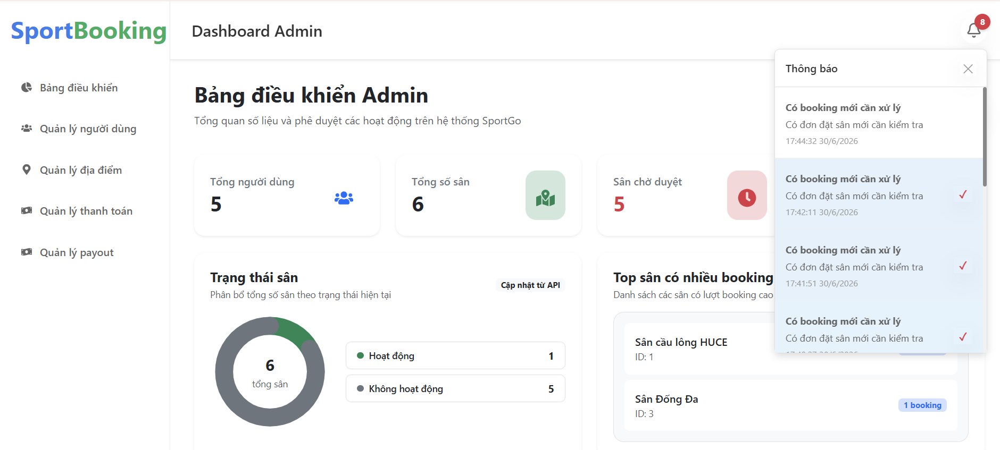 SportBooking
Dashboard Admin
8
Bảng điều khiển
Quản lý người dùng
Quản lý địa điểm
Quản lý thanh toán
Quản lý payout
Bảng điều khiển Admin
Tổng quan số liệu và phê duyệt các hoạt động trên hệ thống SportGo
Tổng người dùng
5
Tổng số sân
6
Sân chờ duyệt
5
Trạng thái sân
Phân bổ tổng số sân theo trạng thái hiện tại
Cập nhật từ API
6
tổng sân
Hoạt động 1
Không hoạt động 5
Top sân có nhiều booking
Danh sách các sân có lượt booking cao
Sân cầu lông HUCE
ID: 1
Sân Đống Đa
ID: 3
1 booking
Thông báo
Có booking mới cần xử lý
Có đơn đặt sân mới cần kiểm tra
17:44:32 30/6/2026
Có booking mới cần xử lý
Có đơn đặt sân mới cần kiểm tra
17:42:11 30/6/2026
Có booking mới cần xử lý
Có đơn đặt sân mới cần kiểm tra
17:41:51 30/6/2026
Có booking mới cần xử lý
Có đơn đặt sân mới cần kiểm tra